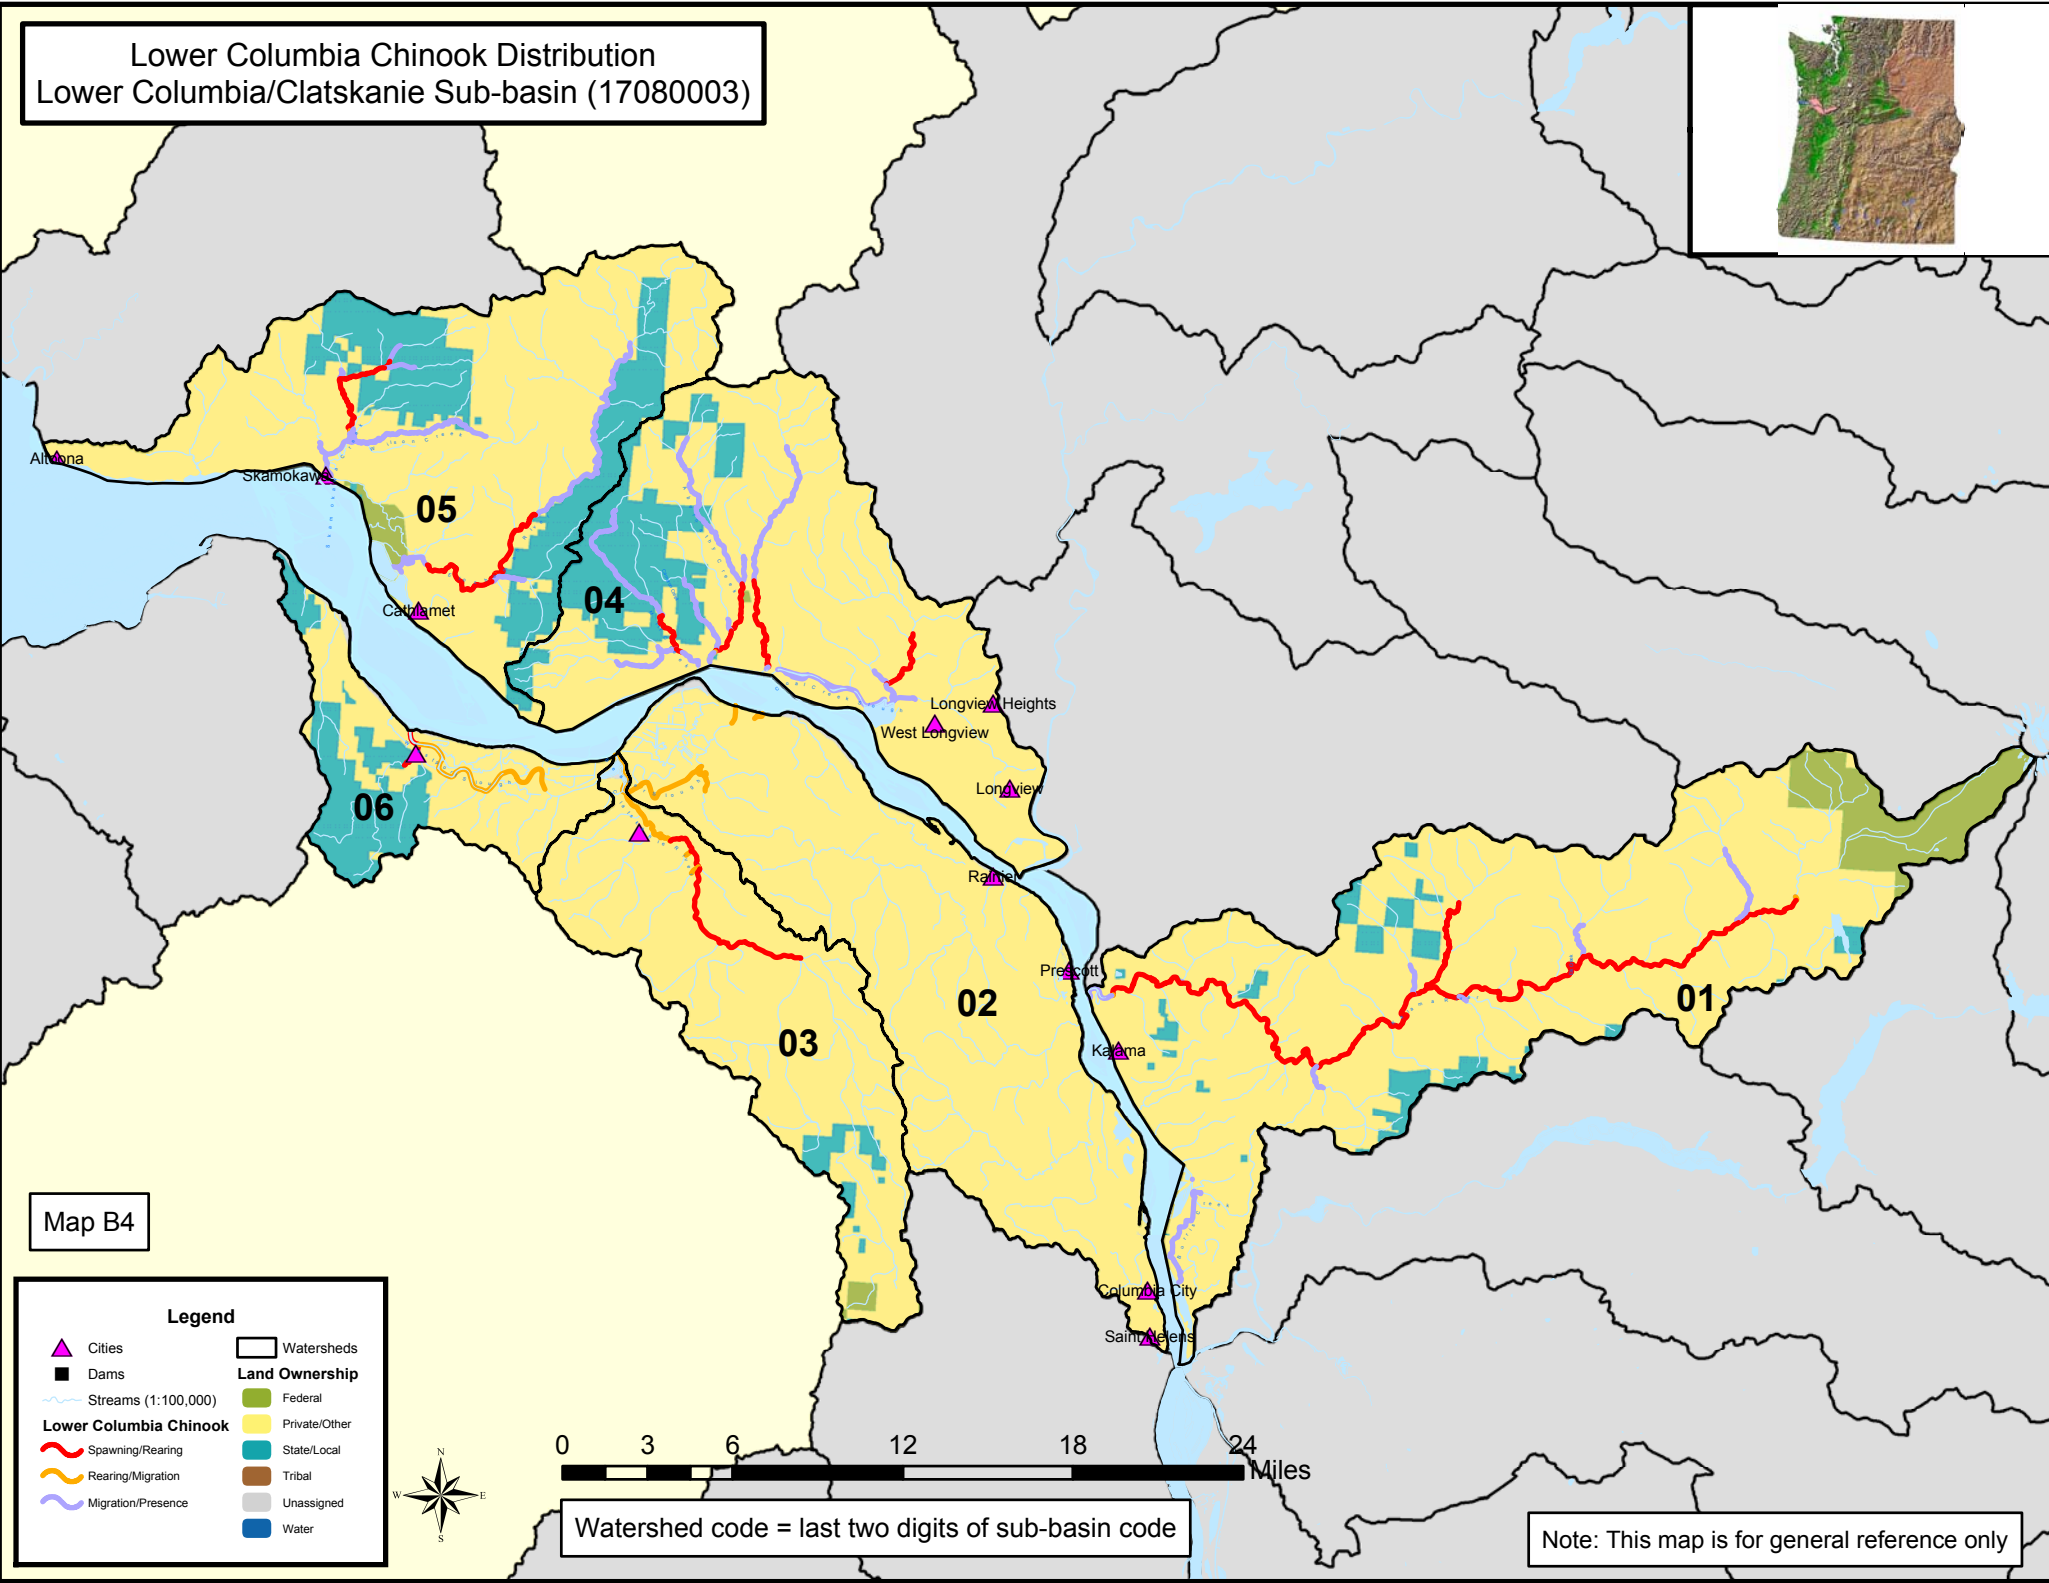 Lower Columbia Chinook Distribution
Lower Columbia/Clatskanie Sub-basin (17080003)
Altoona
Skamokawa
05
04
Cathlamet
Longview Heights
West Longview
Longview
06
Rainier
Prescott
01
02
03
Kalama
Map B4
Columbia City
Saint Helens
Legend
Cities
Dams
Streams (1:100,000)
Lower Columbia Chinook
Spawning/Rearing
Rearing/Migration
Migration/Presence
Watersheds
Land Ownership
Federal
Private/Other
State/Local
Tribal
Unassigned
Water
N
W E
S
0 3 6 12 18 24
Miles
Watershed code = last two digits of sub-basin code
Note: This map is for general reference only